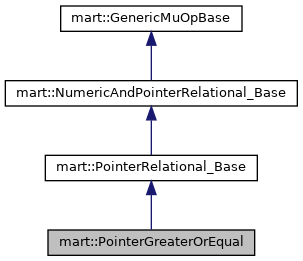 mart::GenericMuOpBase
mart::NumericAndPointerRelational_Base
mart::PointerRelational_Base
mart::PointerGreaterOrEqual